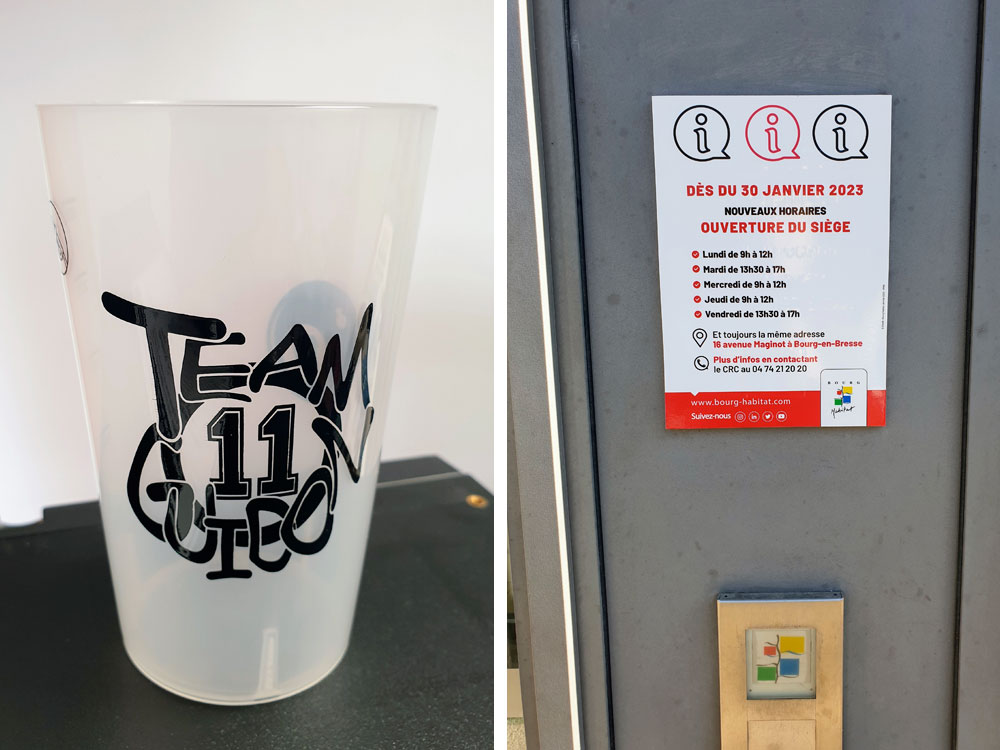 TEAM
11
GUIBON
DÈS DU 30 JANVIER 2023
NOUVEAUX HORAIRES
OUVERTURE DU SIÈGE
Lundi de 9h à 12h
Mardi de 13h30 à 17h
Mercredi de 9h à 12h
Jeudi de 9h à 12h
Vendredi de 13h30 à 17h
Et toujours la même adresse
16 avenue Maginot à Bourg-en-Bresse
Plus d'infos en contactant
le CRC au 04 74 21 20 20
www.bourg-habitat.com
Suivez-nous
BOURG
Habitat